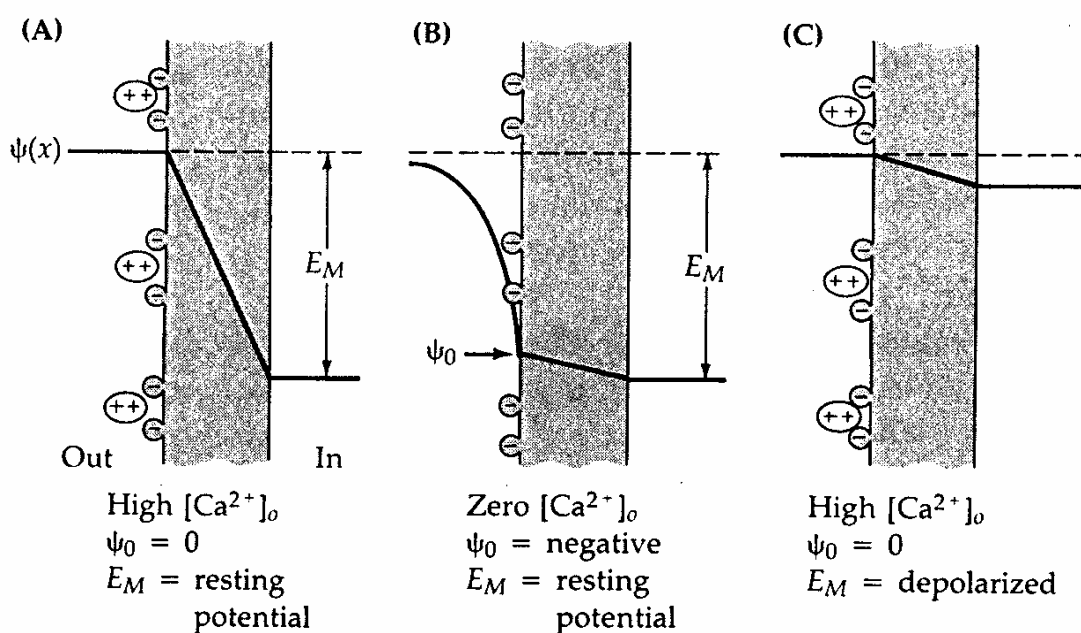 (A)
ψ(x)
++
++
++
E_M
Out
In
High [Ca²⁺]ₒ
ψ₀ = 0
E_M = resting
potential
(B)
E_M
ψ₀
Zero [Ca²⁺]ₒ
ψ₀ = negative
E_M = resting
potential
(C)
++
++
++
High [Ca²⁺]ₒ
ψ₀ = 0
E_M = depolarized